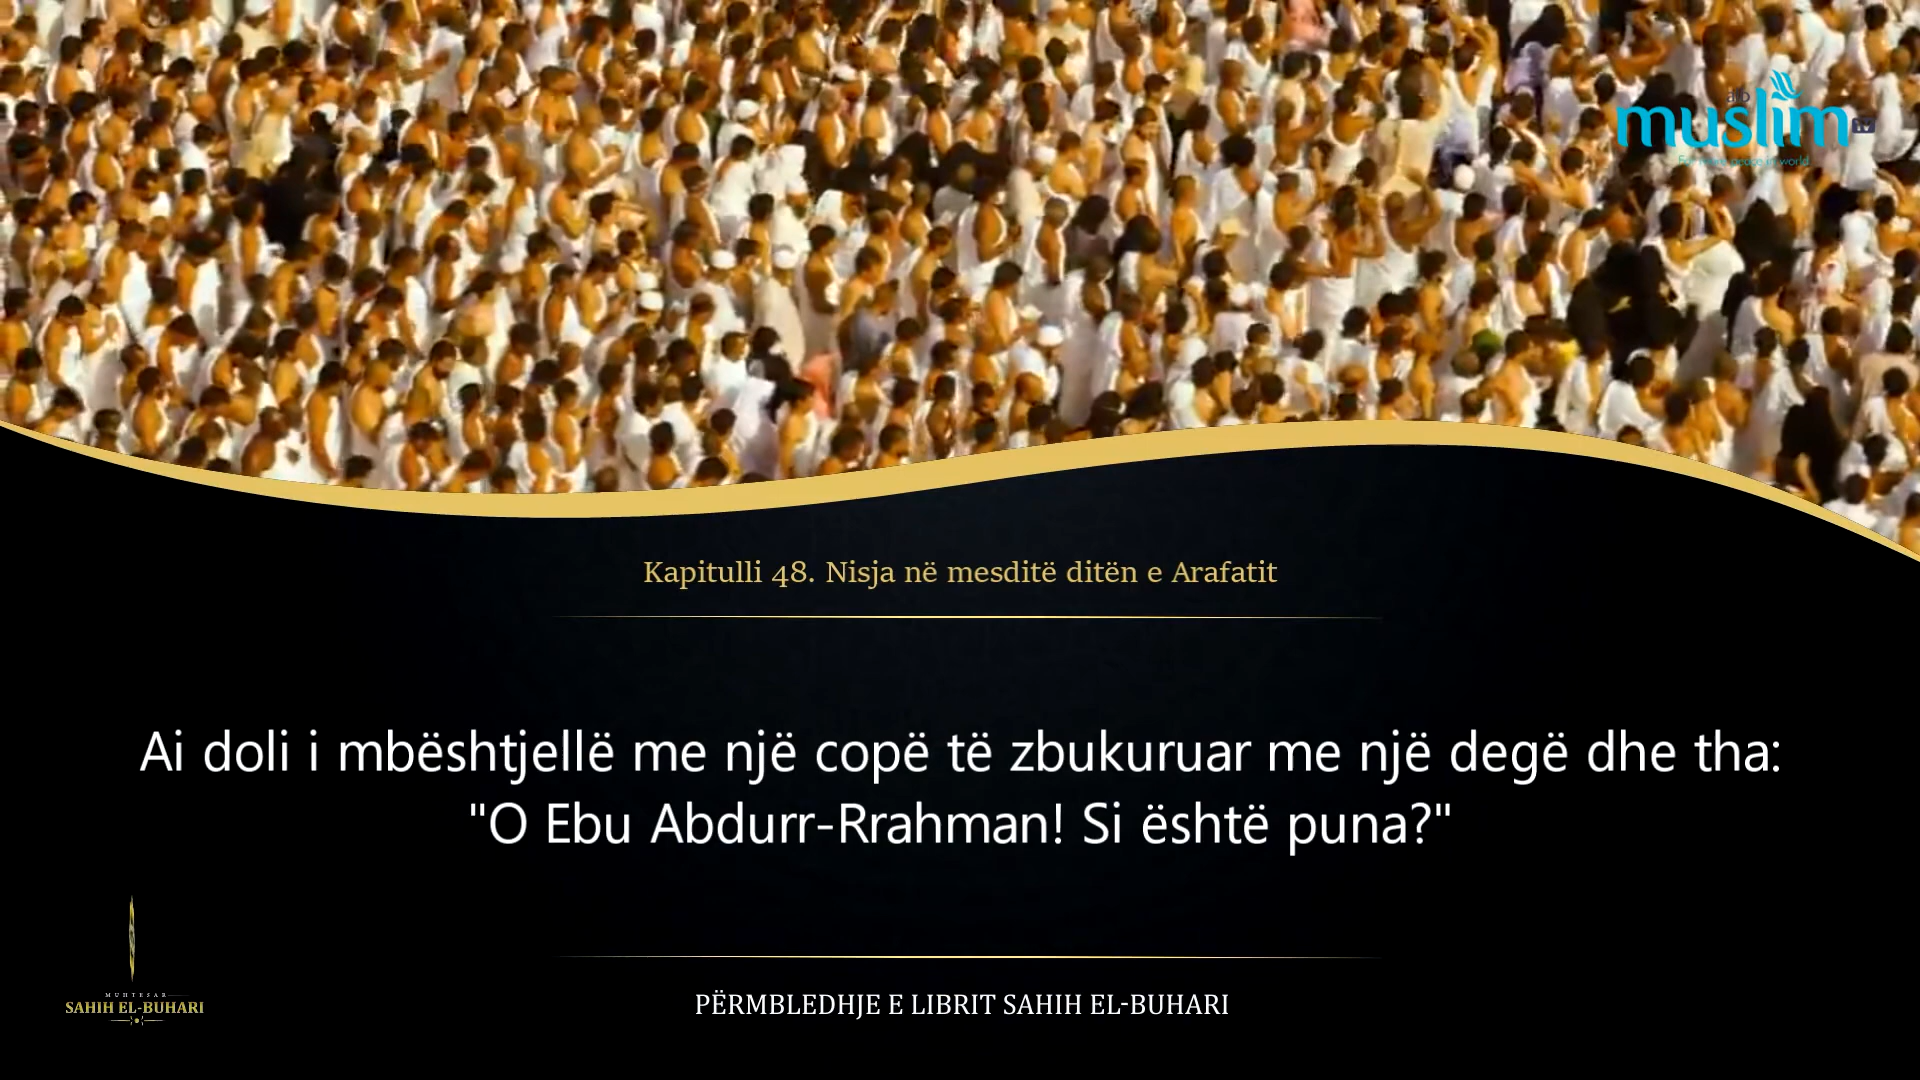 muslim
Kapitulli 48. Nisja në mesditë ditën e Arafatit
Ai doli i mbështjellë me një copë të zbukuruar me një degë dhe tha:
"O Ebu Abdurr-Rrahman! Si është puna?"
MUHTESAR
SAHIH EL-BUHARI
PËRMBLEDHJE E LIBRIT SAHIH EL-BUHARI